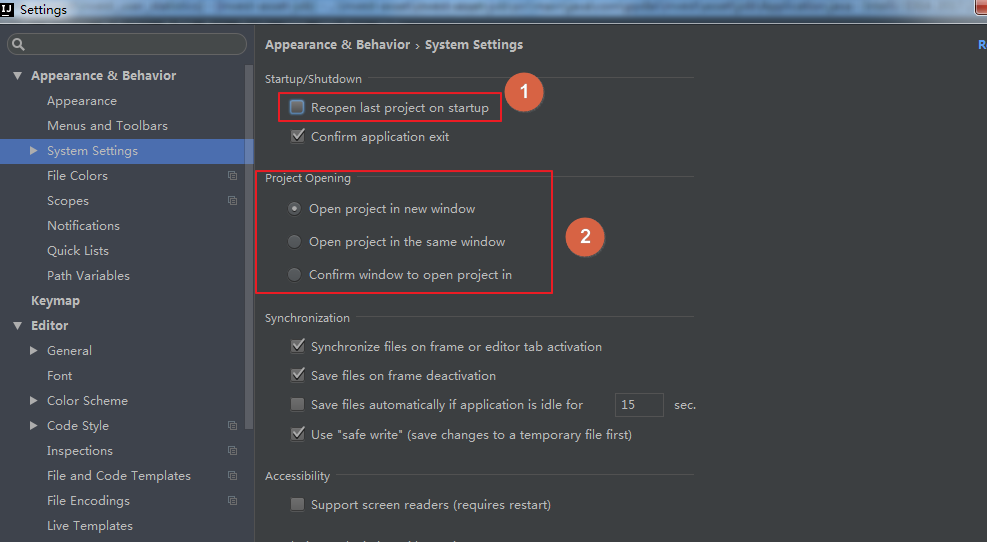 IJ Settings
Appearance & Behavior
Appearance
Menus and Toolbars
System Settings
File Colors
Scopes
Notifications
Quick Lists
Path Variables
Keymap
Editor
General
Font
Color Scheme
Code Style
Inspections
File and Code Templates
File Encodings
Live Templates
Appearance & Behavior › System Settings
Startup/Shutdown
Reopen last project on startup
1
Confirm application exit
Project Opening
Open project in new window
Open project in the same window
2
Confirm window to open project in
Synchronization
Synchronize files on frame or editor tab activation
Save files on frame deactivation
Save files automatically if application is idle for 15 sec.
Use "safe write" (save changes to a temporary file first)
Accessibility
Support screen readers (requires restart)